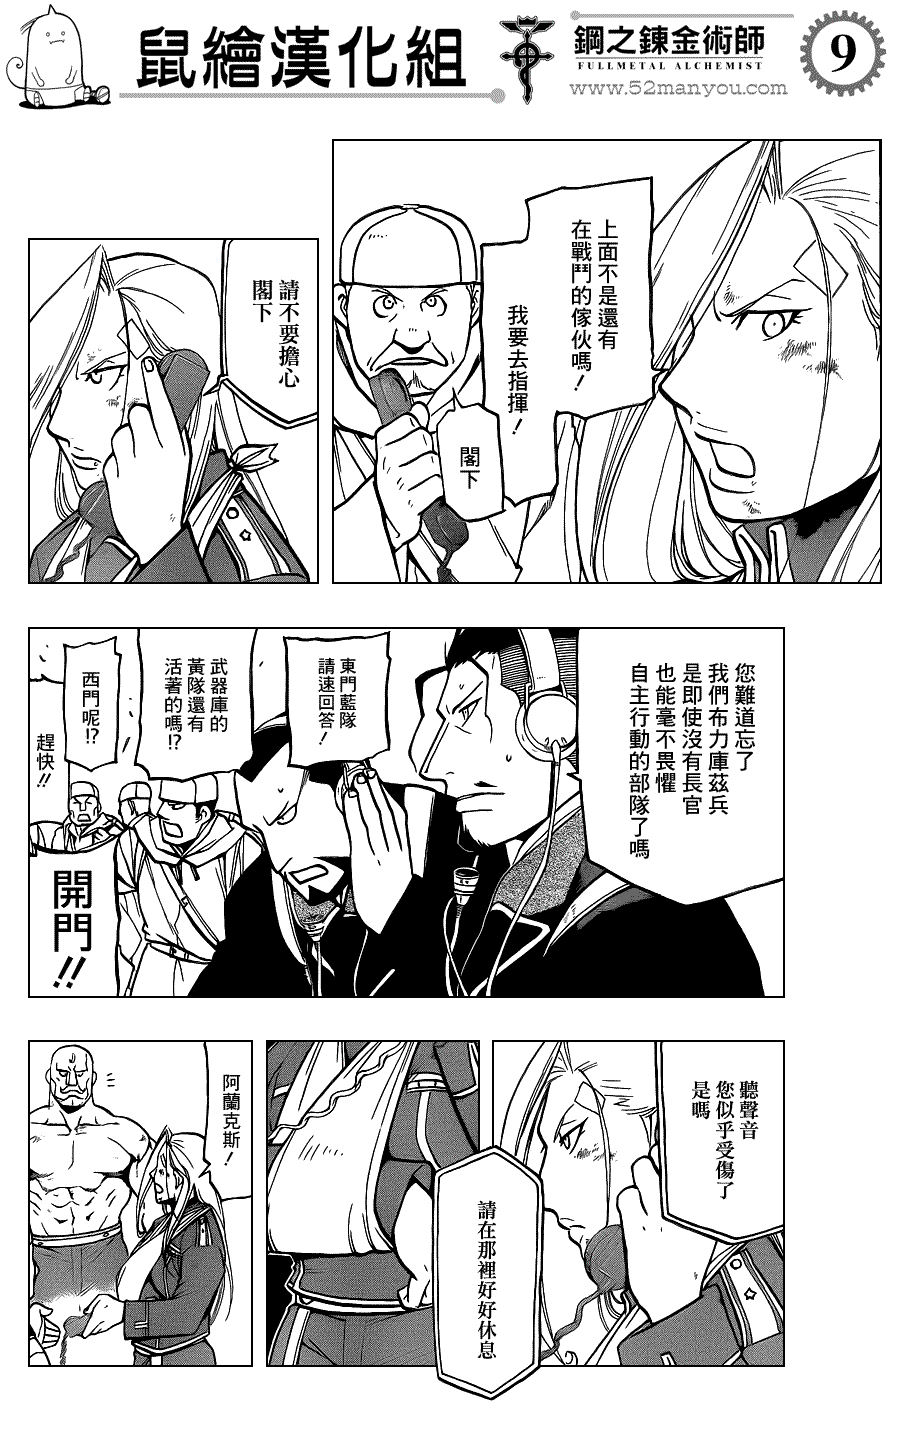 鼠繪漢化組
鋼之鍊金術師
FULLMETAL ALCHEMIST
www.52manyou.com
9
上面不是還有
在戰鬥的傢伙嗎！
我要去指揮！
閣下
請不要擔心
閣下
您難道忘了
我們布力庫茲兵
是即使沒有長官
也能毫不畏懼
自主行動的部隊了嗎
東門藍隊
請速回答！
武器庫的
黃隊還有
活著的嗎!?
西門呢!?
趕快!!
開門!!
聽聲音
您似乎受傷了
是嗎
請在那裡好好休息
阿蘭克斯！